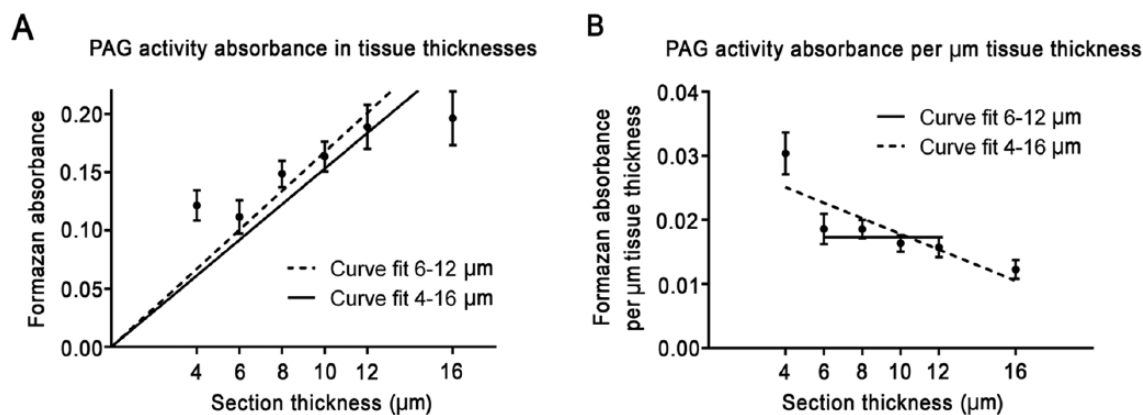 A
PAG activity absorbance in tissue thicknesses
Formazan absorbance
0.20
0.15
0.10
0.05
0.00
Curve fit 6-12 µm
Curve fit 4-16 µm
4 6 8 10 12 16
Section thickness (µm)
B
PAG activity absorbance per µm tissue thickness
Formazan absorbance
per µm tissue thickness
0.04
0.03
0.02
0.01
0.00
Curve fit 6-12 µm
Curve fit 4-16 µm
4 6 8 10 12 16
Section thickness (µm)